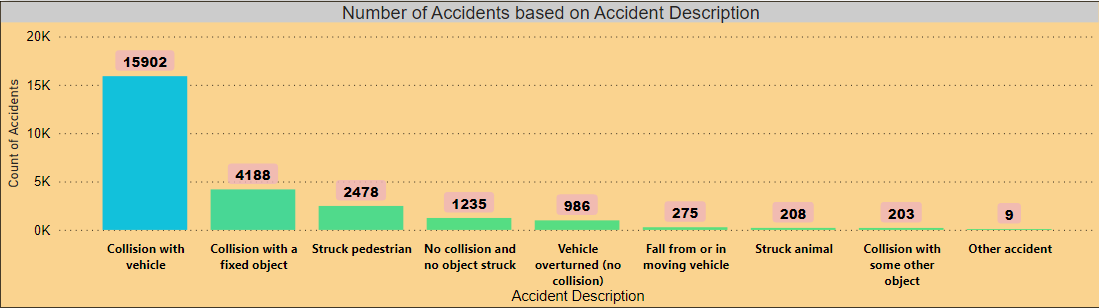 Number of Accidents based on Accident Description
20K
15K
10K
5K
0K
Count of Accidents
15902
4188
2478
1235
986
275
208
203
9
Collision with
vehicle
Collision with a
fixed object
Struck pedestrian
No collision and
no object struck
Vehicle
overturned (no
collision)
Fall from or in
moving vehicle
Struck animal
Collision with
some other
object
Other accident
Accident Description